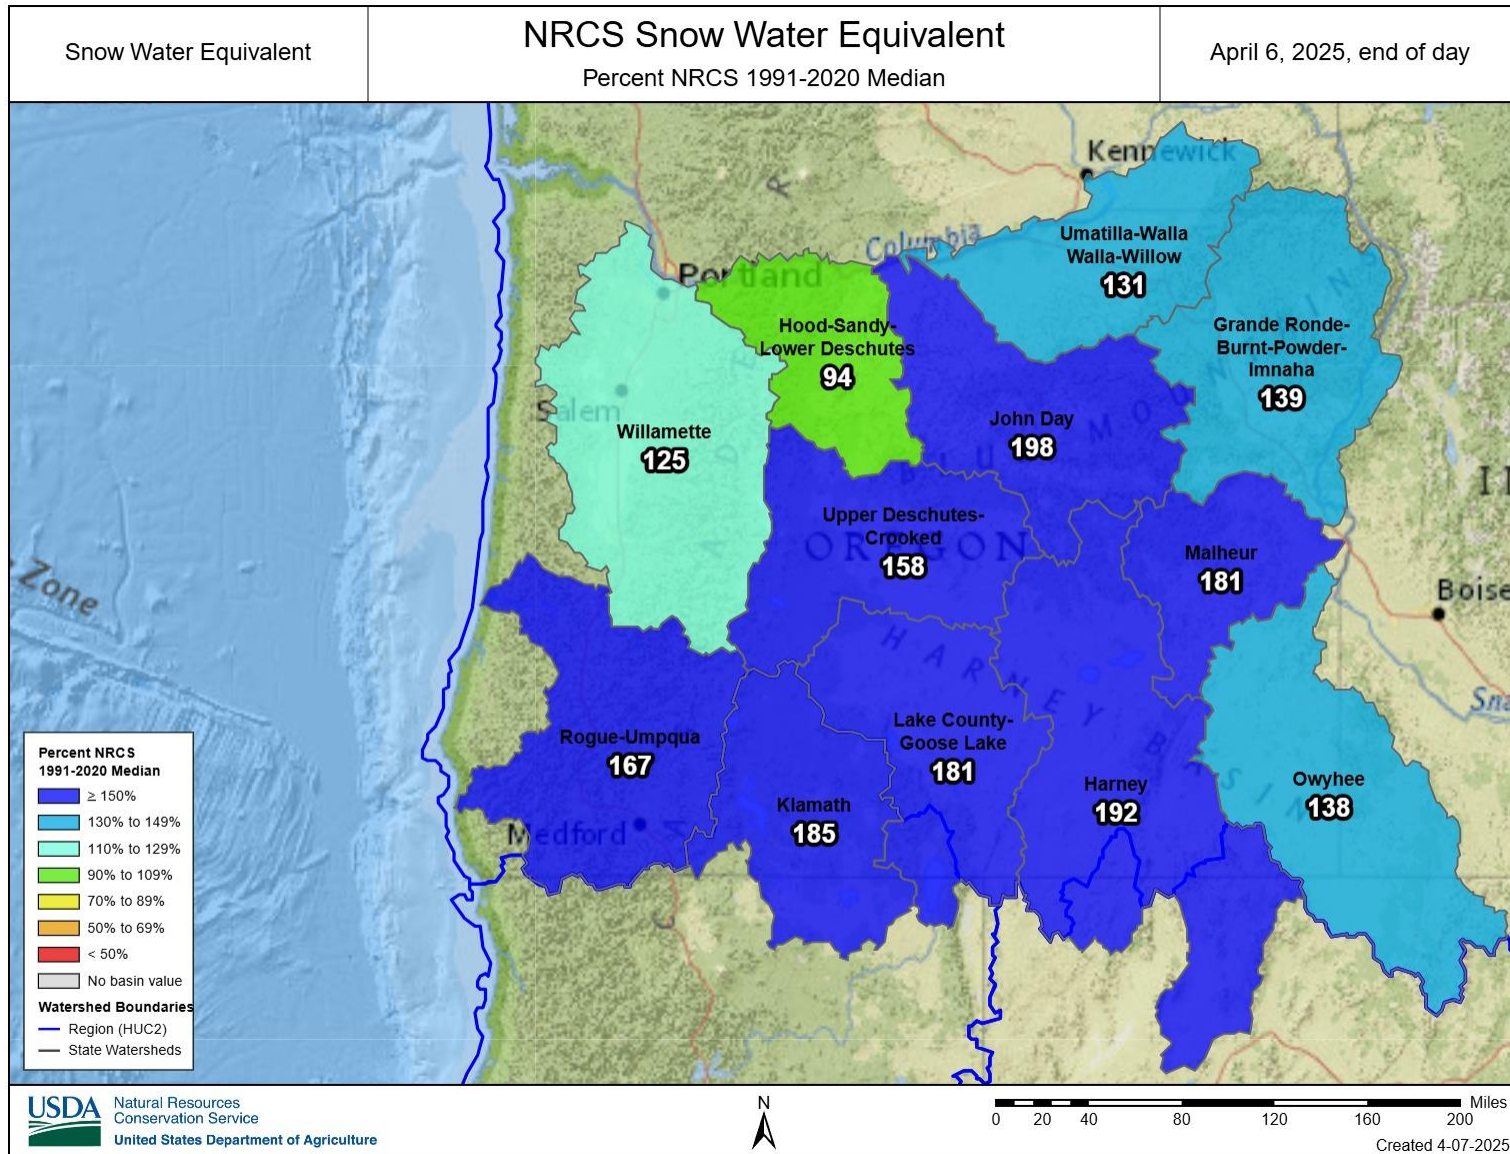 Snow Water Equivalent
NRCS Snow Water Equivalent
Percent NRCS 1991-2020 Median
April 6, 2025, end of day
Kennewick
Columbia
Umatilla-Walla
Walla-Willow
131
Portland
Hood-Sandy-
Lower Deschutes
94
Grande Ronde-
Burnt-Powder-
Imnaha
139
Salem
Willamette
125
John Day
198
BLUE MOUNTAINS
Upper Deschutes-
Crooked
158
OREGON
Malheur
181
Boise
Zone
HARNEY BASIN
Rogue-Umpqua
167
Lake County-
Goose Lake
181
Klamath
185
Harney
192
Owyhee
138
Medford
Percent NRCS
1991-2020 Median
≥ 150%
130% to 149%
110% to 129%
90% to 109%
70% to 89%
50% to 69%
< 50%
No basin value
Watershed Boundaries
Region (HUC2)
State Watersheds
USDA
Natural Resources
Conservation Service
United States Department of Agriculture
N
Miles
0 20 40 80 120 160 200
Created 4-07-2025